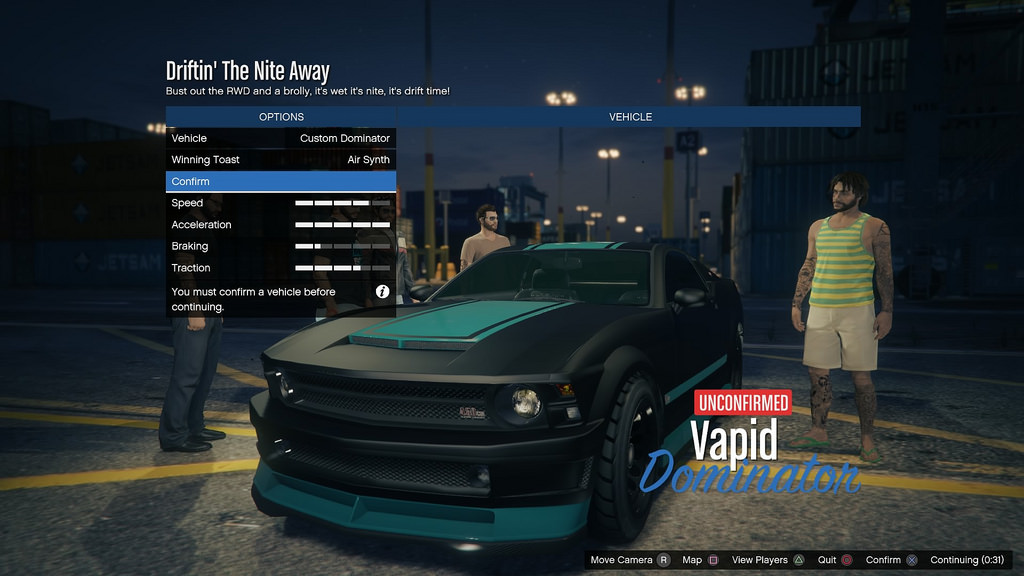 Driftin' The Nite Away
Bust out the RWD and a brolly, it's wet it's nite, it's drift time!
OPTIONS
VEHICLE
Vehicle Custom Dominator
Winning Toast Air Synth
Confirm
Speed
Acceleration
Braking
Traction
You must confirm a vehicle before
continuing.
UNCONFIRMED
Vapid
Dominator
Move Camera R Map View Players Quit Confirm Continuing (0:31)